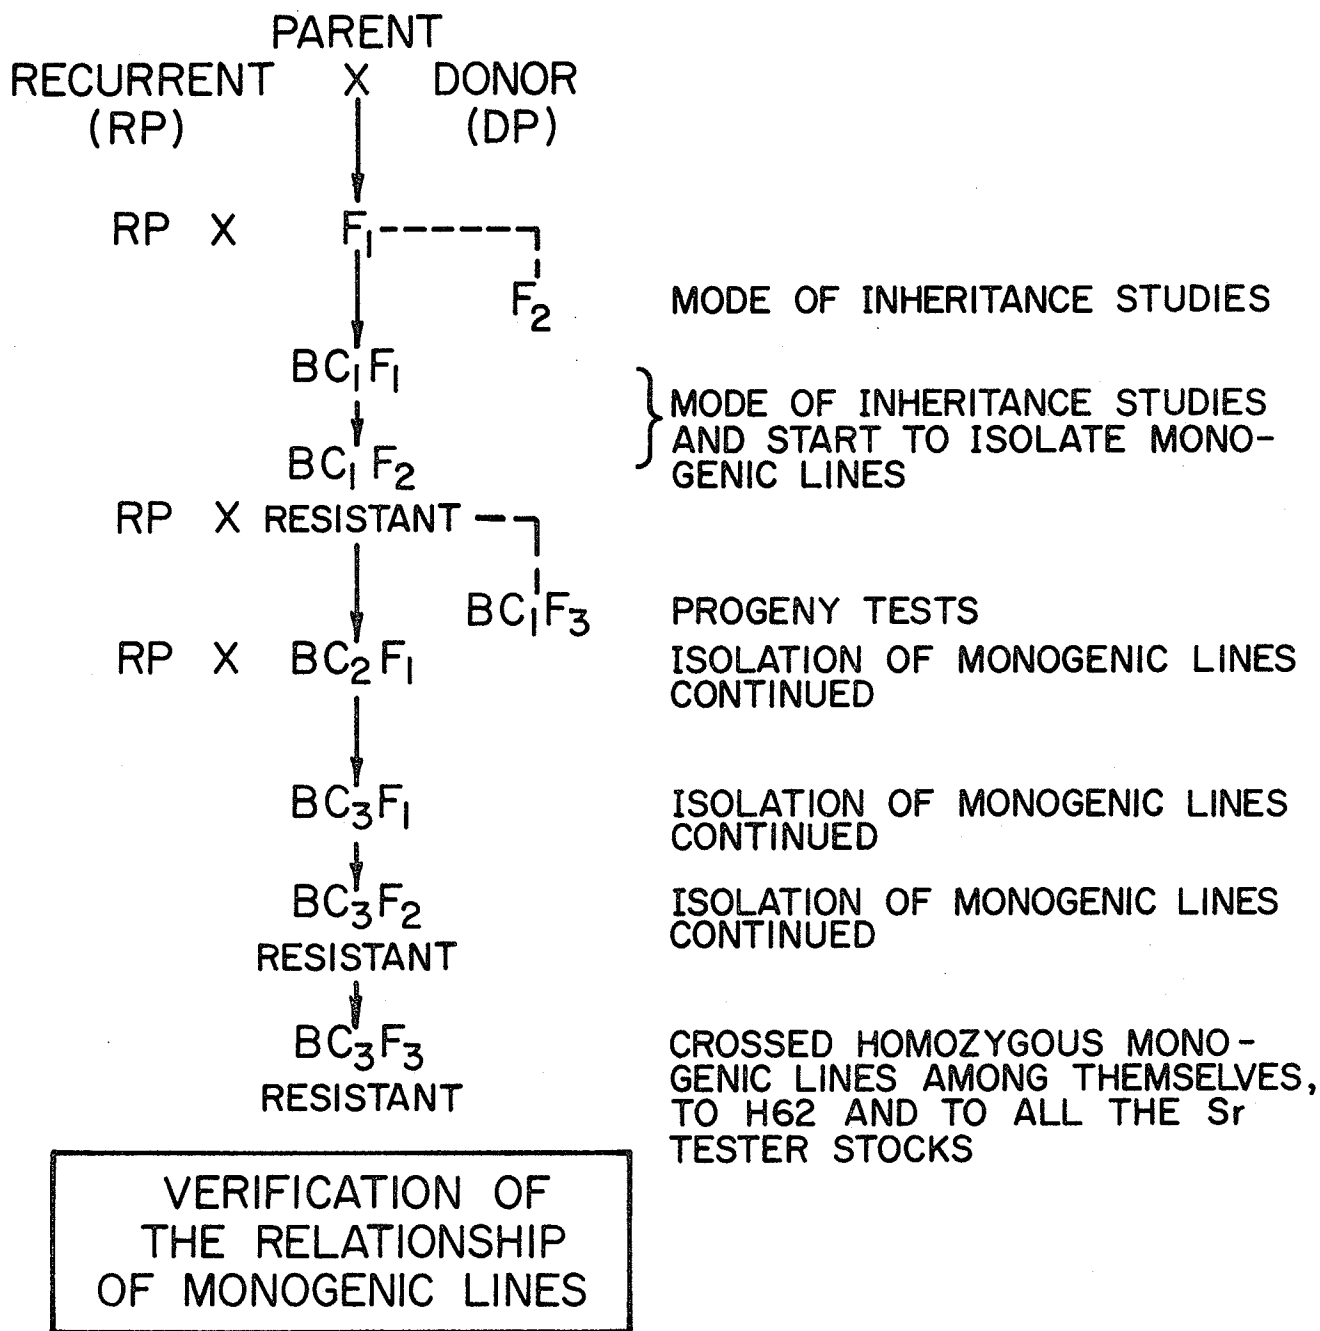 PARENT
RECURRENT X DONOR
(RP) (DP)
RP X F₁
F₂ MODE OF INHERITANCE STUDIES
BC₁F₁
MODE OF INHERITANCE STUDIES
AND START TO ISOLATE MONO-
BC₁F₂
GENIC LINES
RP X RESISTANT
BC₁F₃ PROGENY TESTS
RP X BC₂F₁ ISOLATION OF MONOGENIC LINES
CONTINUED
BC₃F₁ ISOLATION OF MONOGENIC LINES
CONTINUED
BC₃F₂ ISOLATION OF MONOGENIC LINES
CONTINUED
RESISTANT
BC₃F₃ CROSSED HOMOZYGOUS MONO-
GENIC LINES AMONG THEMSELVES,
RESISTANT TO H62 AND TO ALL THE Sr
TESTER STOCKS
VERIFICATION OF
THE RELATIONSHIP
OF MONOGENIC LINES